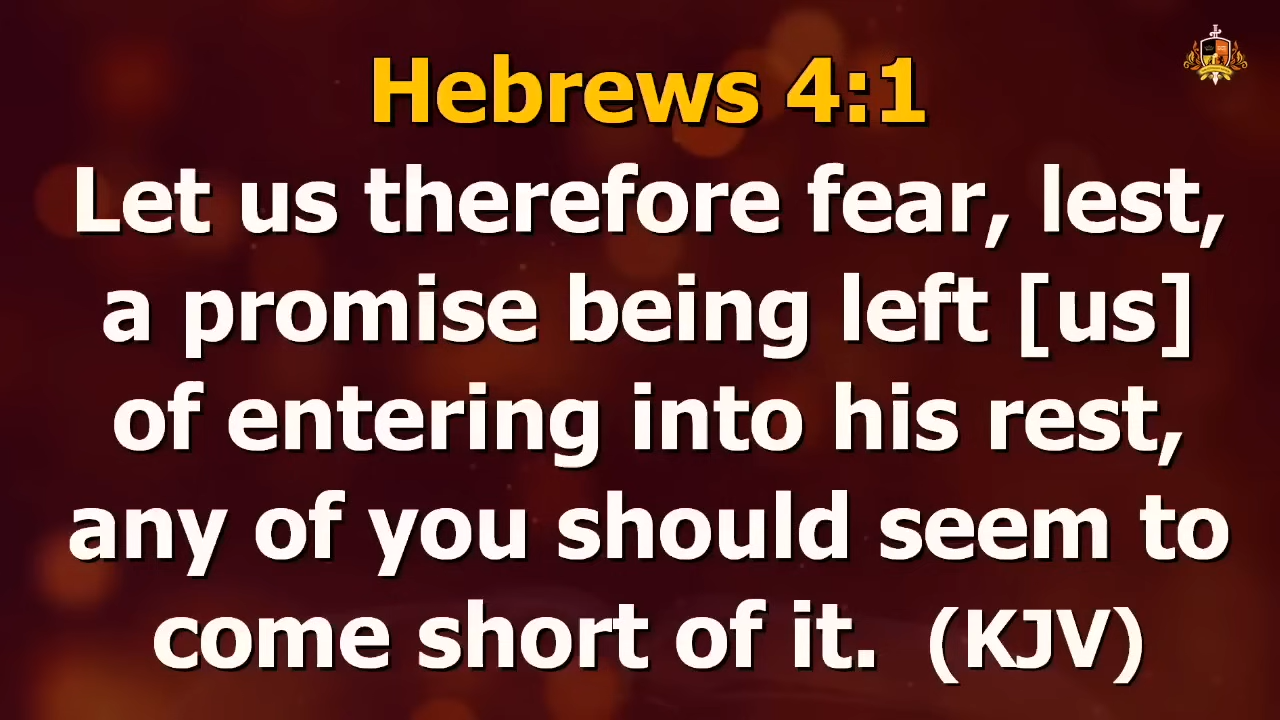 Hebrews 4:1
Let us therefore fear, lest,
a promise being left [us]
of entering into his rest,
any of you should seem to
come short of it. (KJV)